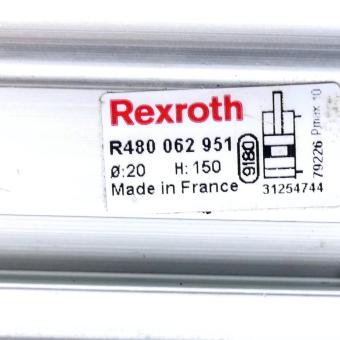 Rexroth
R480 062 951
Ø:20 H:150
Made in France
9180
31254744
79226 Pmax 10